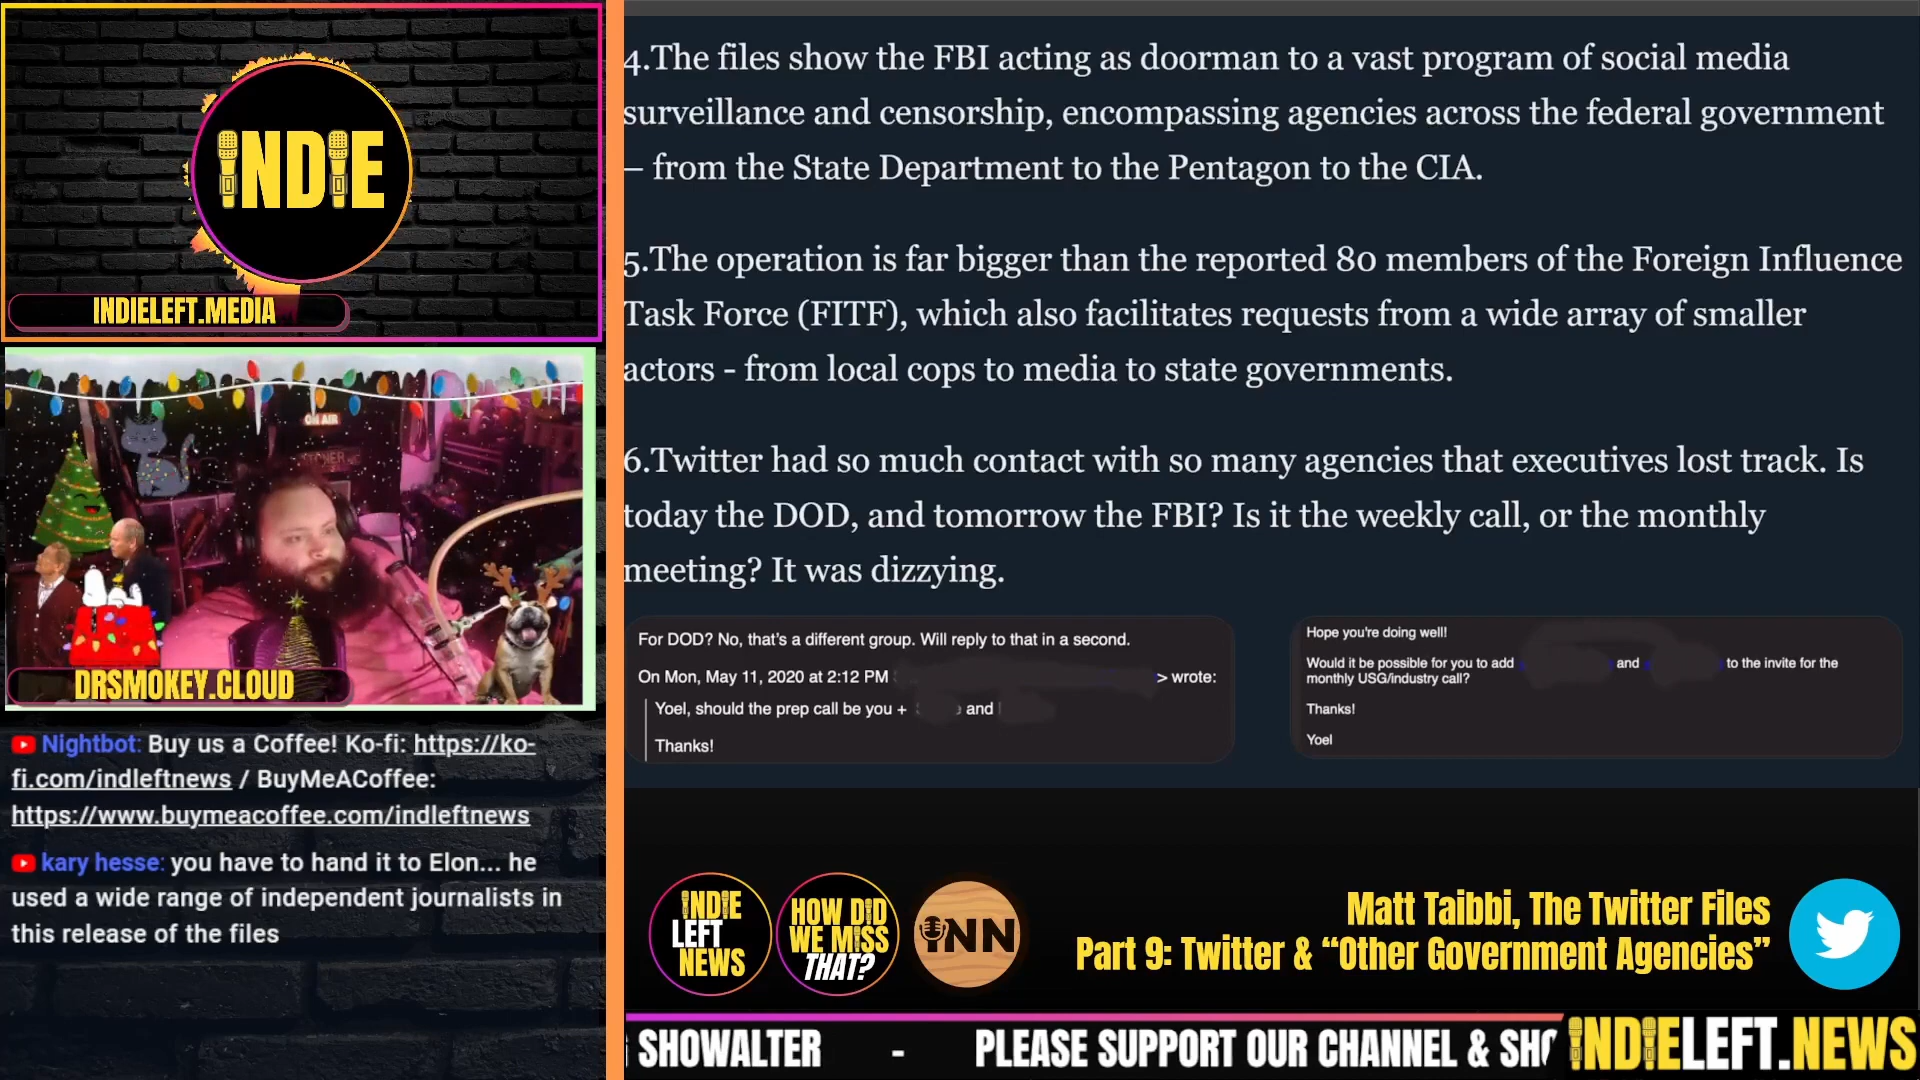 INDIE
INDIELEFT.MEDIA
ON AIR
DRSMOKEY.CLOUD
Nightbot: Buy us a Coffee! Ko-fi: https://ko-
fi.com/indleftnews / BuyMeACoffee:
https://www.buymeacoffee.com/indleftnews
kary hesse: you have to hand it to Elon... he
used a wide range of independent journalists in
this release of the files
4.The files show the FBI acting as doorman to a vast program of social media
surveillance and censorship, encompassing agencies across the federal government
– from the State Department to the Pentagon to the CIA.
5.The operation is far bigger than the reported 80 members of the Foreign Influence
Task Force (FITF), which also facilitates requests from a wide array of smaller
actors - from local cops to media to state governments.
6.Twitter had so much contact with so many agencies that executives lost track. Is
today the DOD, and tomorrow the FBI? Is it the weekly call, or the monthly
meeting? It was dizzying.
For DOD? No, that's a different group. Will reply to that in a second.
On Mon, May 11, 2020 at 2:12 PM > wrote:
Yoel, should the prep call be you + and
Thanks!
Hope you're doing well!
Would it be possible for you to add and to the invite for the
monthly USG/industry call?
Thanks!
Yoel
INDIE
LEFT
NEWS
HOW DID
WE MISS
THAT?
INN
Matt Taibbi, The Twitter Files
Part 9: Twitter & “Other Government Agencies”
SHOWALTER - PLEASE SUPPORT OUR CHANNEL & SHO
INDIELEFT.NEWS